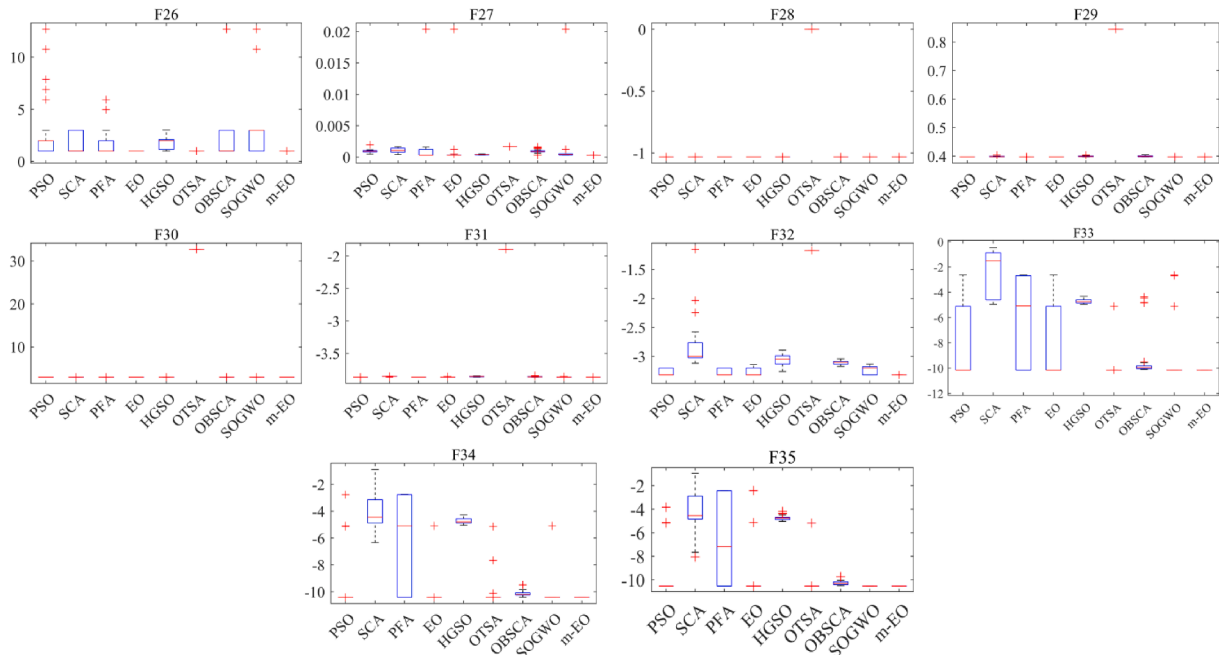 F26
10
5
0
PSO
SCA
PFA
EO
HGSO
OTSA
OBSCA
SOGWO
m-EO
F27
0.02
0.015
0.01
0.005
0
PSO
SCA
PFA
EO
HGSO
OTSA
OBSCA
SOGWO
m-EO
F28
0
-0.5
-1
PSO
SCA
PFA
EO
HGSO
OTSA
OBSCA
SOGWO
m-EO
F29
0.8
0.7
0.6
0.5
0.4
PSO
SCA
PFA
EO
HGSO
OTSA
OBSCA
SOGWO
m-EO
F30
30
20
10
PSO
SCA
PFA
EO
HGSO
OTSA
OBSCA
SOGWO
m-EO
F31
-2
-2.5
-3
-3.5
PSO
SCA
PFA
EO
HGSO
OTSA
OBSCA
SOGWO
m-EO
F32
-1.5
-2
-2.5
-3
PSO
SCA
PFA
EO
HGSO
OTSA
OBSCA
SOGWO
m-EO
F33
0
-2
-4
-6
-8
-10
-12
PSO
SCA
PFA
EO
HGSO
OTSA
OBSCA
SOGWO
m-EO
F34
-2
-4
-6
-8
-10
PSO
SCA
PFA
EO
HGSO
OTSA
OBSCA
SOGWO
m-EO
F35
-2
-4
-6
-8
-10
PSO
SCA
PFA
EO
HGSO
OTSA
OBSCA
SOGWO
m-EO